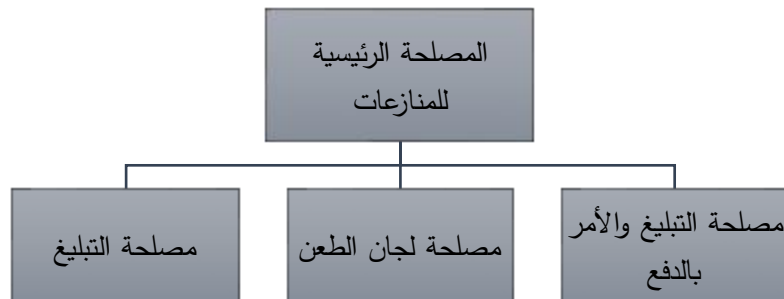 المصلحة الرئيسية
للمنازعات
مصلحة التبليغ والأمر
بالدفع
مصلحة لجان الطعن
مصلحة التبليغ